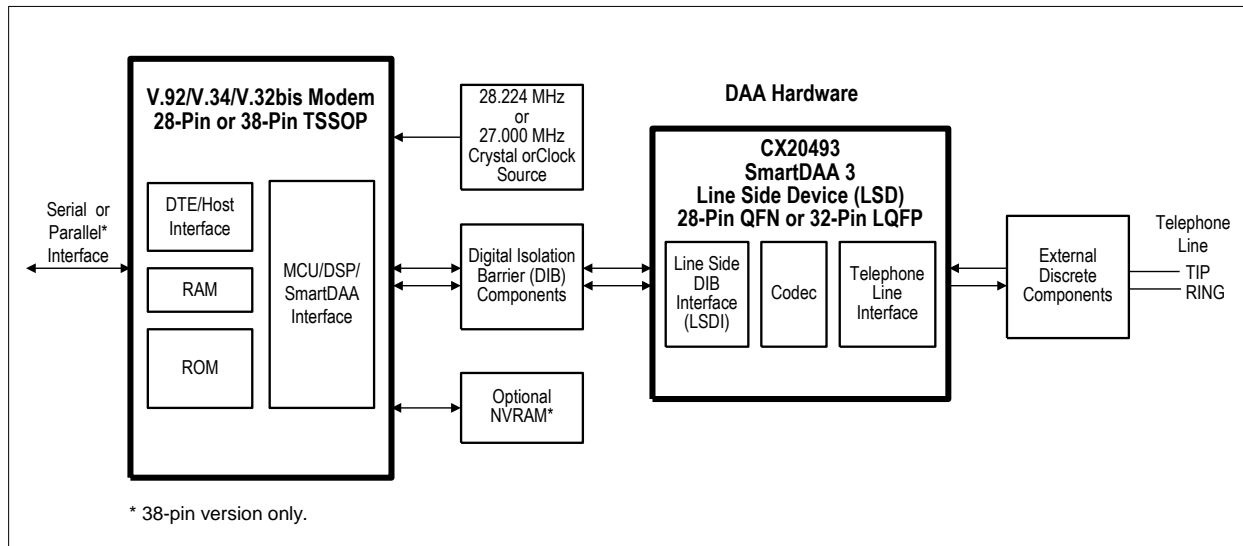 V.92/V.34/V.32bis Modem
28-Pin or 38-Pin TSSOP
Serial or
Parallel*
Interface
DTE/Host
Interface
RAM
ROM
MCU/DSP/
SmartDAA
Interface
28.224 MHz
or
27.000 MHz
Crystal orClock
Source
Digital Isolation
Barrier (DIB)
Components
Optional
NVRAM*
DAA Hardware
CX20493
SmartDAA 3
Line Side Device (LSD)
28-Pin QFN or 32-Pin LQFP
Line Side
DIB
Interface
(LSDI)
Codec
Telephone
Line
Interface
External
Discrete
Components
Telephone
Line
TIP
RING
* 38-pin version only.